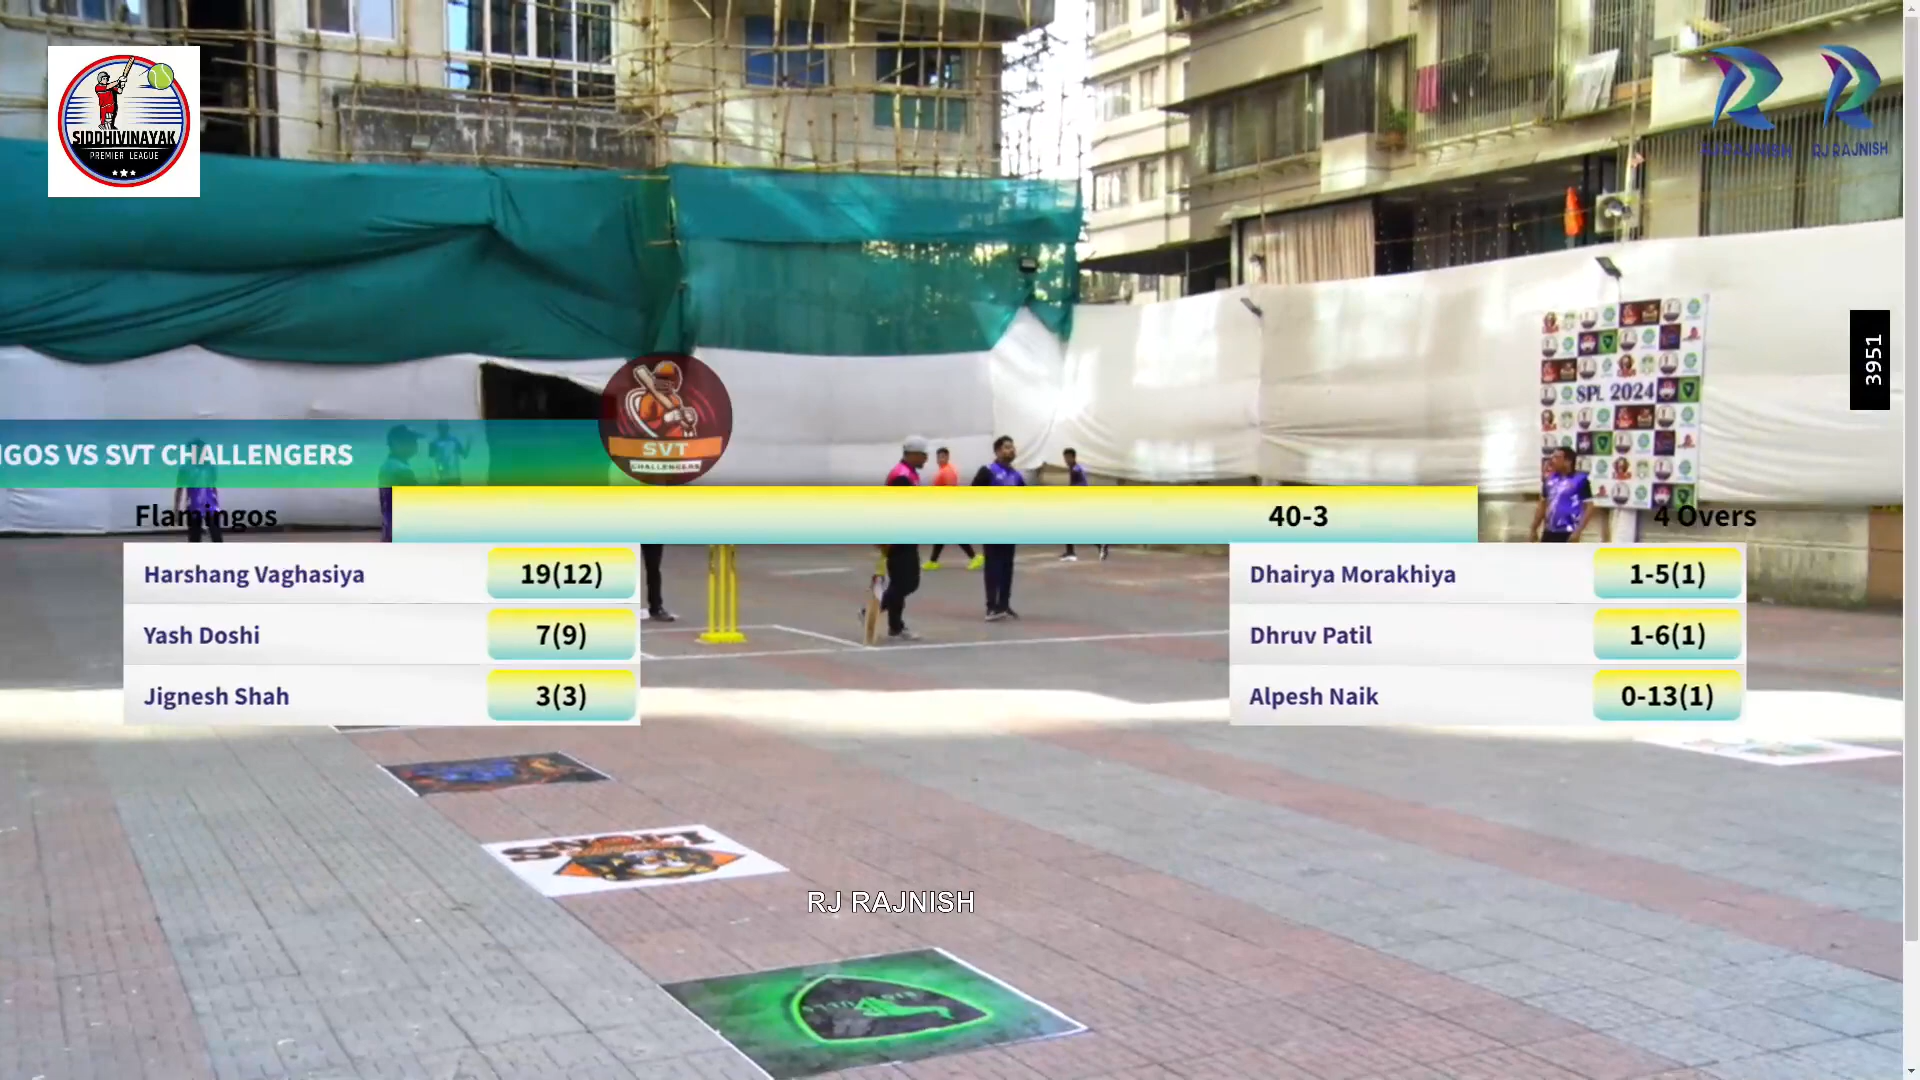 SIDDHIVINAYAK
PREMIER LEAGUE
RJ RAJNISH
RJ RAJNISH
3951
SPL 2024
SVT
CHALLENGERS
NGOS VS SVT CHALLENGERS
Flamingos
40-3
4 Overs
Harshang Vaghasiya
19(12)
Dhairya Morakhiya
1-5(1)
Yash Doshi
7(9)
Dhruv Patil
1-6(1)
Jignesh Shah
3(3)
Alpesh Naik
0-13(1)
RJ RAJNISH